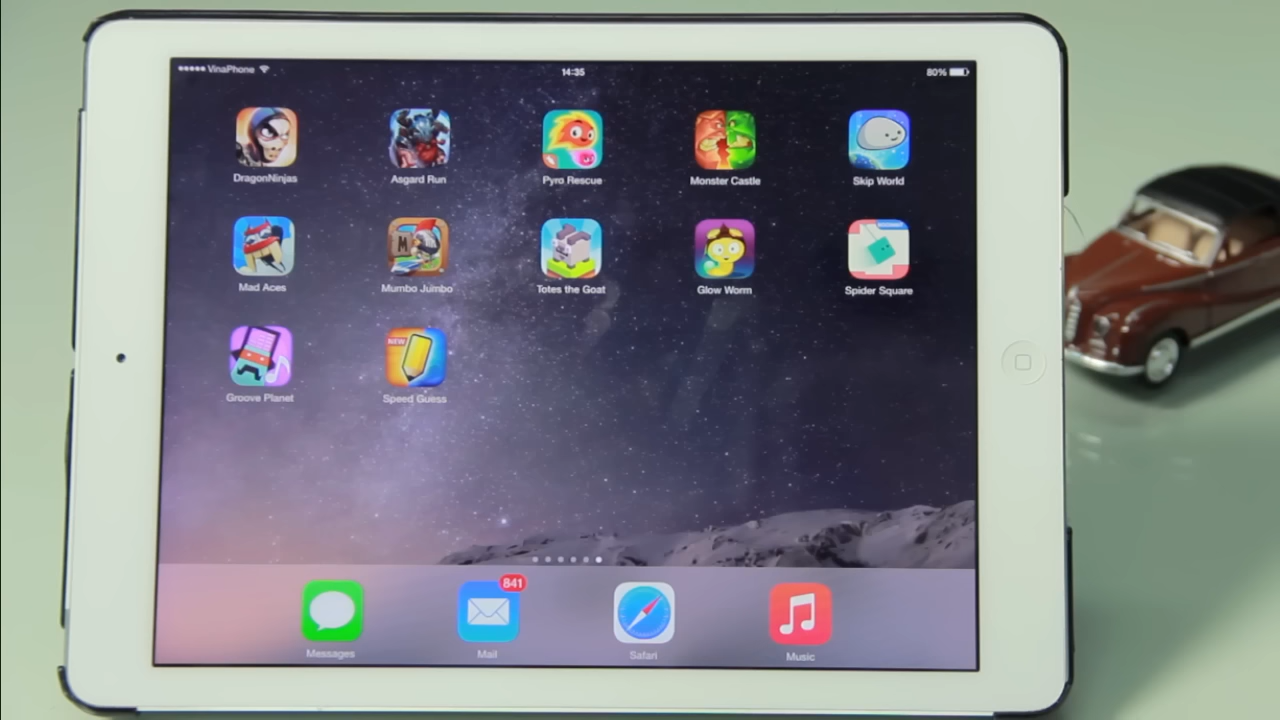 VinaPhone 14:35 80%
DragonNinjas Asgard Run Pyro Rescue Monster Castle Skip World
M
Mad Aces Mumbo Jumbo Totes the Goat Glow Worm Spider Square
NEW
Groove Planet Speed Guess
841
Messages Mail Safari Music